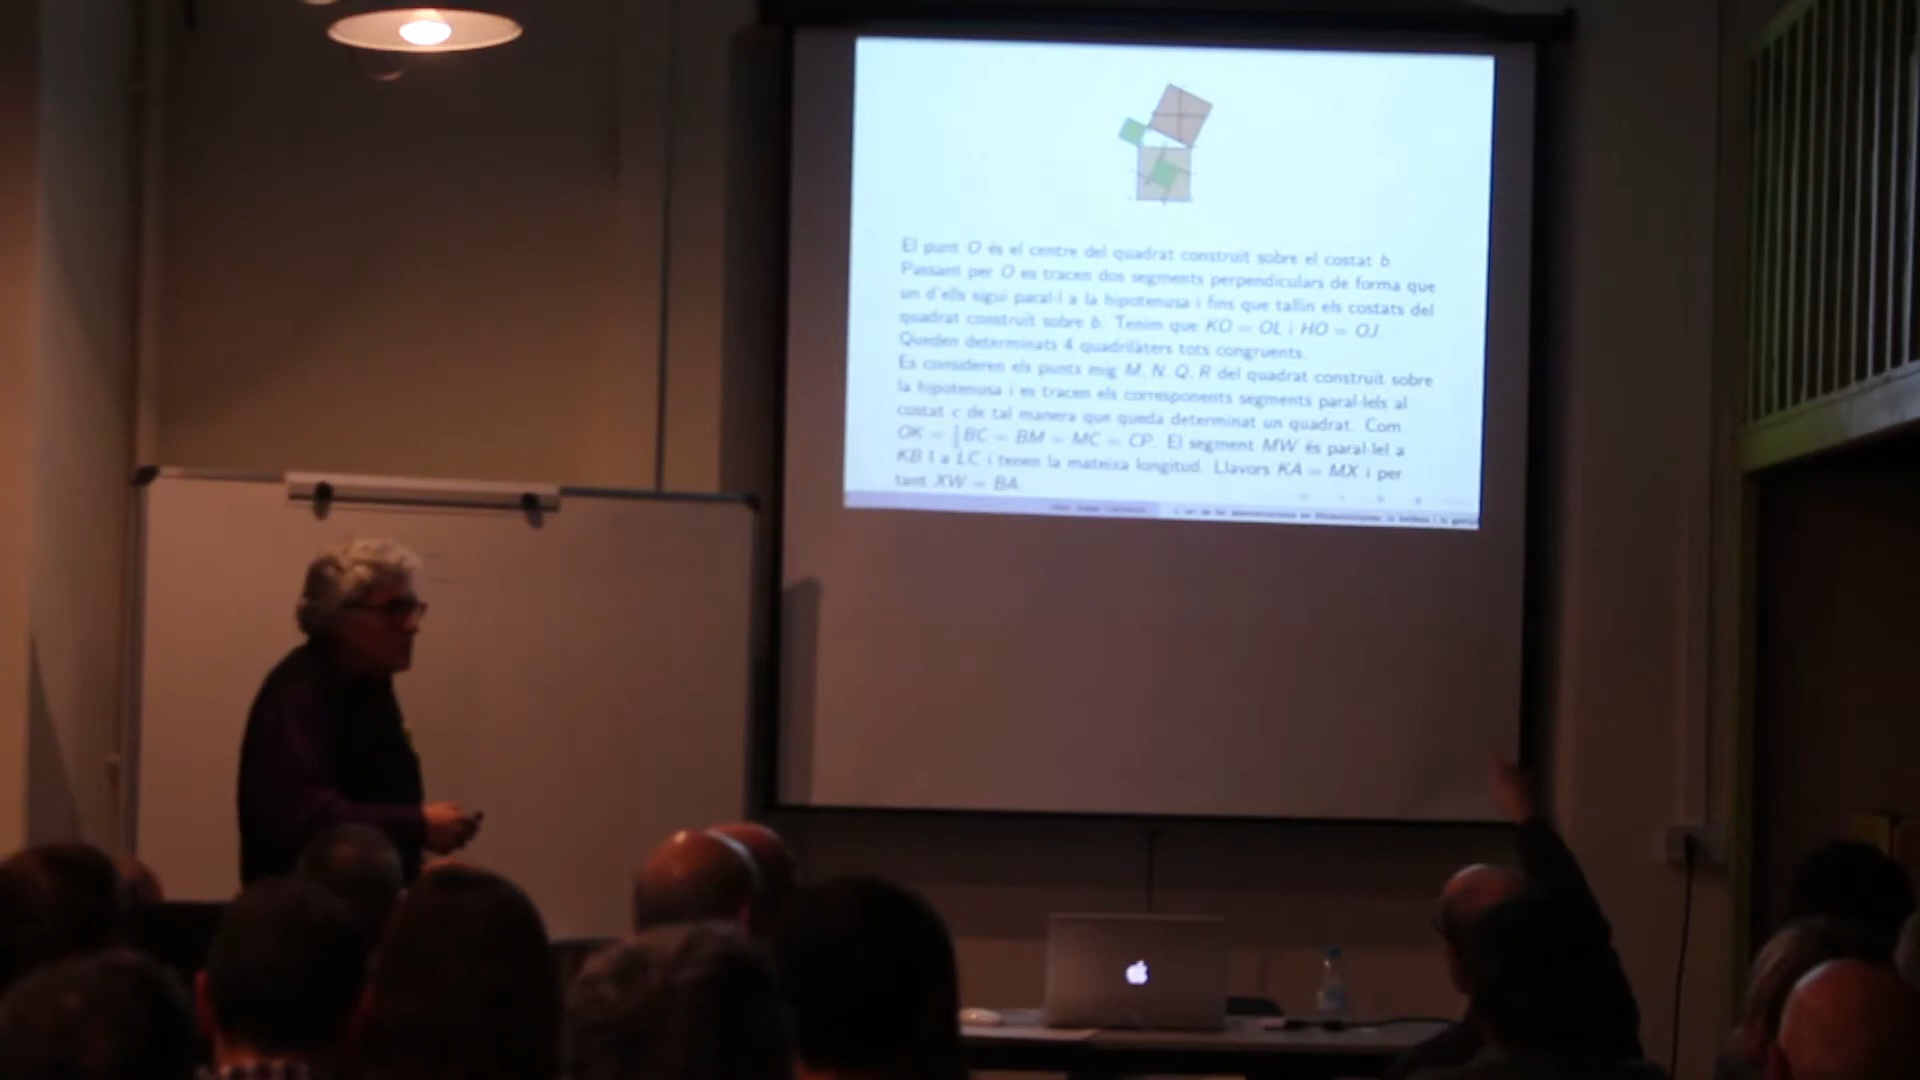 El punt O és el centre del quadrat construït sobre el costat b
Passant per O es tracen dos segments perpendiculars de forma que
un d'ells sigui paral·l a la hipotenusa i fins que tallin els costats del
quadrat construït sobre b. Tenim que KO = OL i HO = OJ.
Queden determinats 4 quadrilàters tots congruents.
Es consideren els punts mig M, N, Q, R del quadrat construït sobre
la hipotenusa i es tracen els corresponents segments paral·lels al
costat c de tal manera que queda determinat un quadrat. Com
OK = ½BC = BM = MC = CP. El segment MW és paral·lel a
KB i a LC i tenen la mateixa longitud. Llavors KA = MX i per
tant XW = BA.